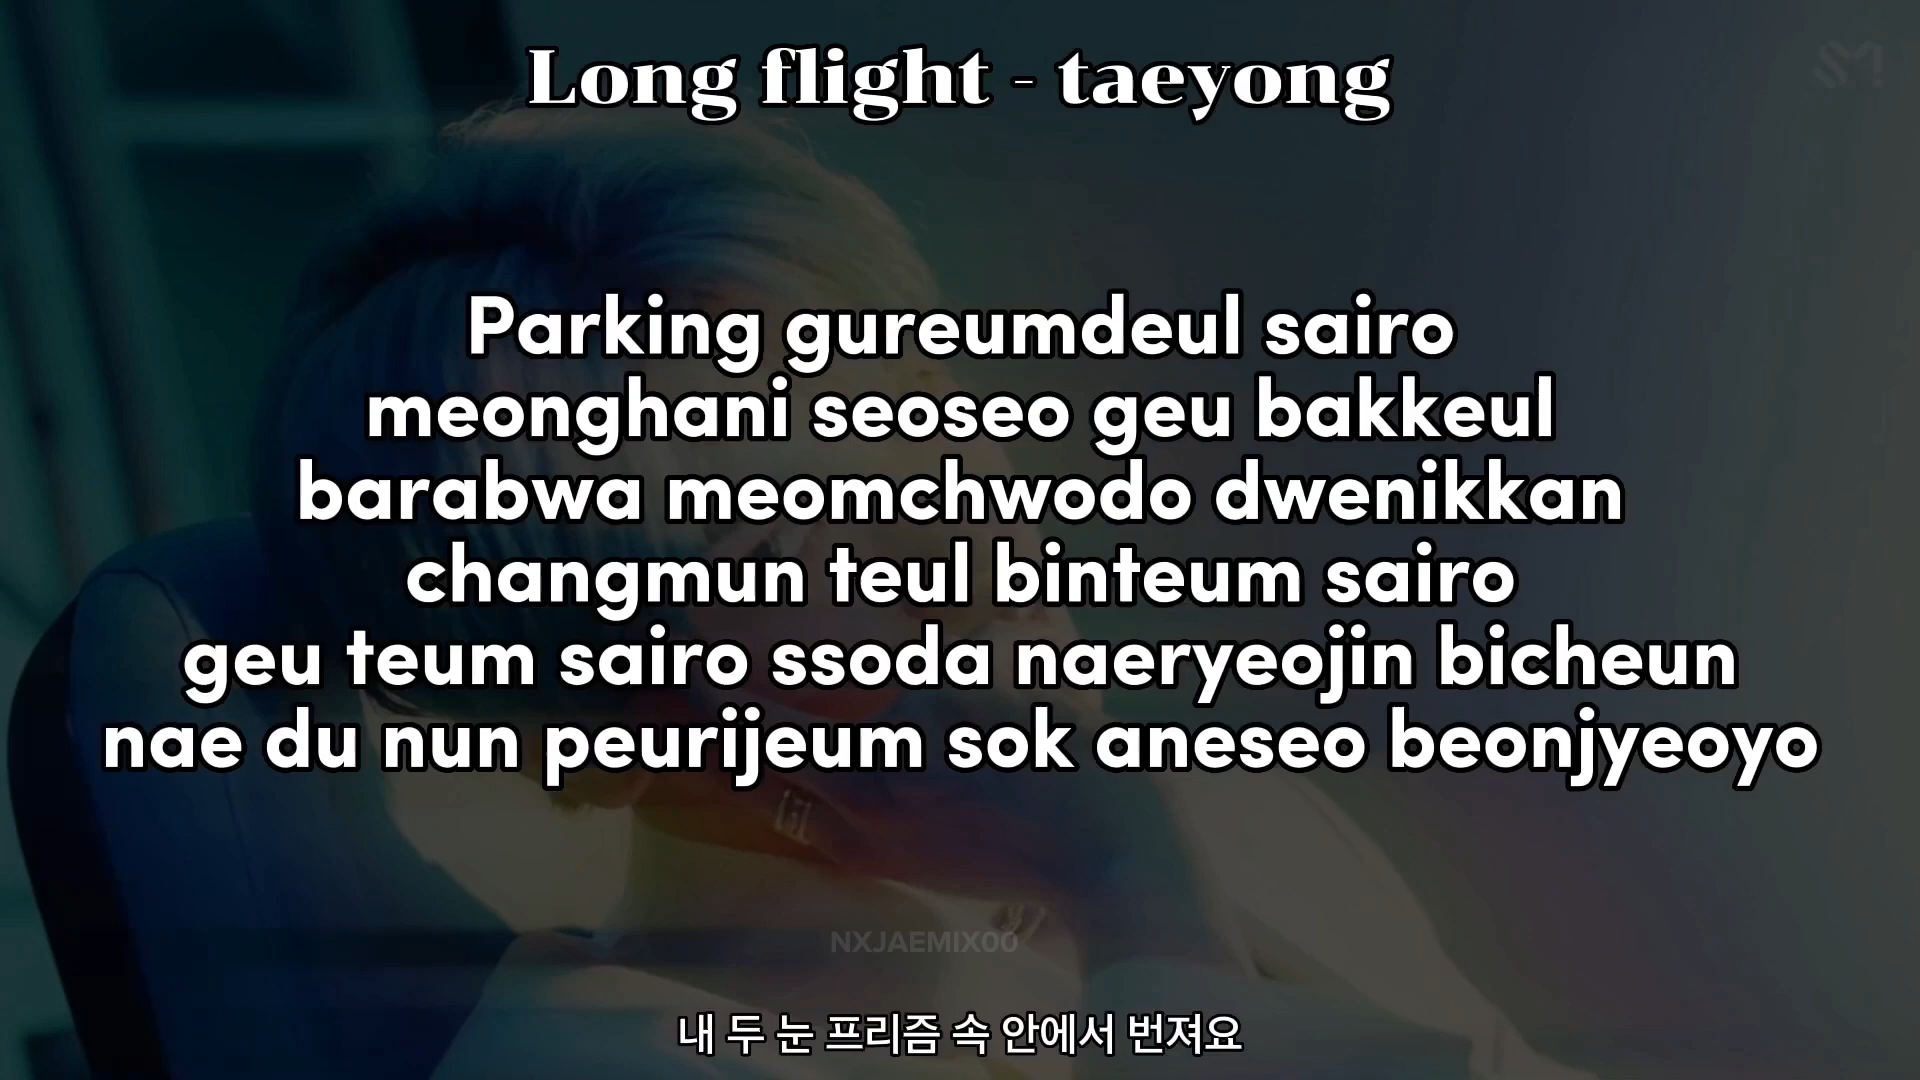 Long flight - taeyong
SM!
Parking gureumdeul sairo
meonghani seoseo geu bakkeul
barabwa meomchwodo dwenikkan
changmun teul binteum sairo
geu teum sairo ssoda naeryeojin bicheun
nae du nun peurijeum sok aneseo beonjyeoyo
NXJAEMIX00
내 두 눈 프리즘 속 안에서 번져요